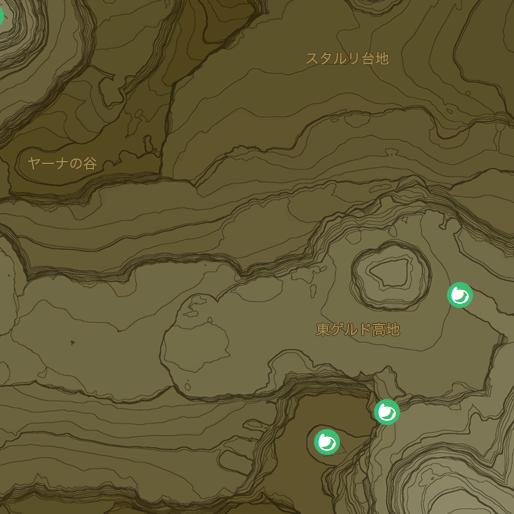 スタルリ台地
ヤーナの谷
東ゲルド高地